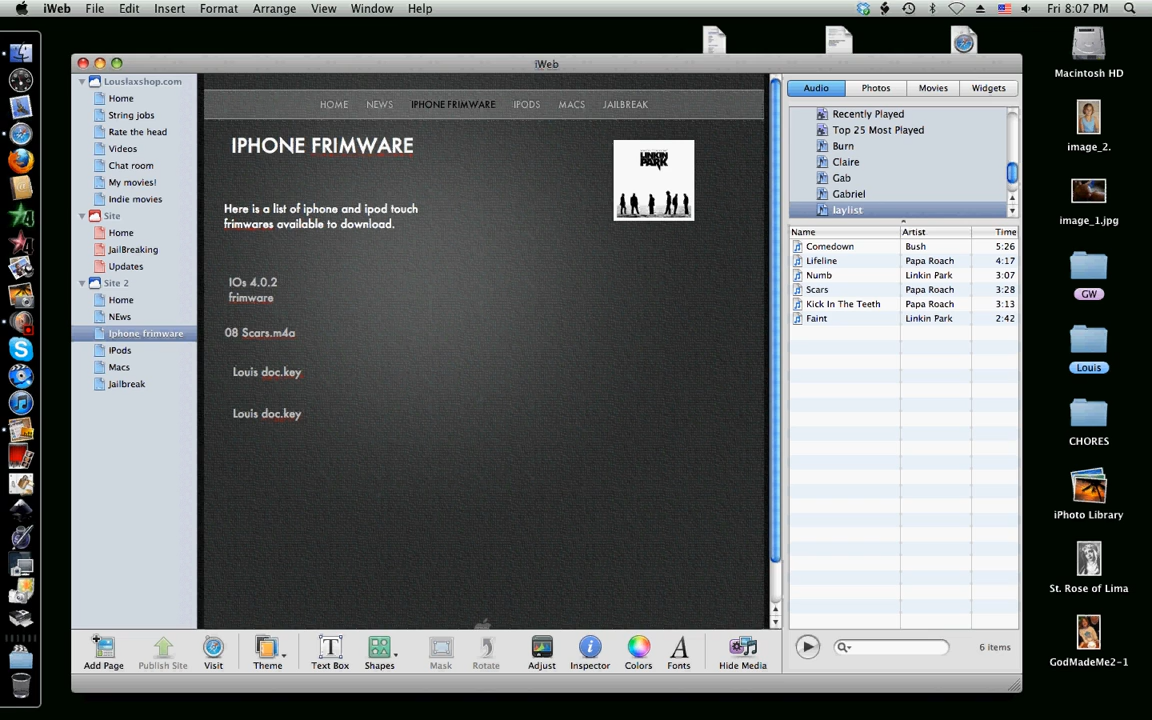 iWeb File Edit Insert Format Arrange View Window Help Fri 8:07 PM
iWeb
Macintosh HD
image_2.
image_1.jpg
GW
Louis
CHORES
iPhoto Library
St. Rose of Lima
GodMadeMe2-1
Louslaxshop.com
Home
String jobs
Rate the head
Videos
Chat room
My movies!
Indie movies
Site
Home
JailBreaking
Updates
Site 2
Home
NEws
Iphone frimware
IPods
Macs
Jailbreak
HOME NEWS IPHONE FRIMWARE IPODS MACS JAILBREAK
IPHONE FRIMWARE
LINKIN
PARK
Here is a list of iphone and ipod touch
frimwares available to download.
IOs 4.0.2
frimware
08 Scars.m4a
Louis doc.key
Louis doc.key
Audio Photos Movies Widgets
Recently Played
Top 25 Most Played
Burn
Claire
Gab
Gabriel
laylist
Name Artist Time
Comedown Bush 5:26
Lifeline Papa Roach 4:17
Numb Linkin Park 3:07
Scars Papa Roach 3:28
Kick In The Teeth Papa Roach 3:13
Faint Linkin Park 2:42
6 items
Add Page Publish Site Visit Theme Text Box Shapes Mask Rotate Adjust Inspector Colors Fonts Hide Media